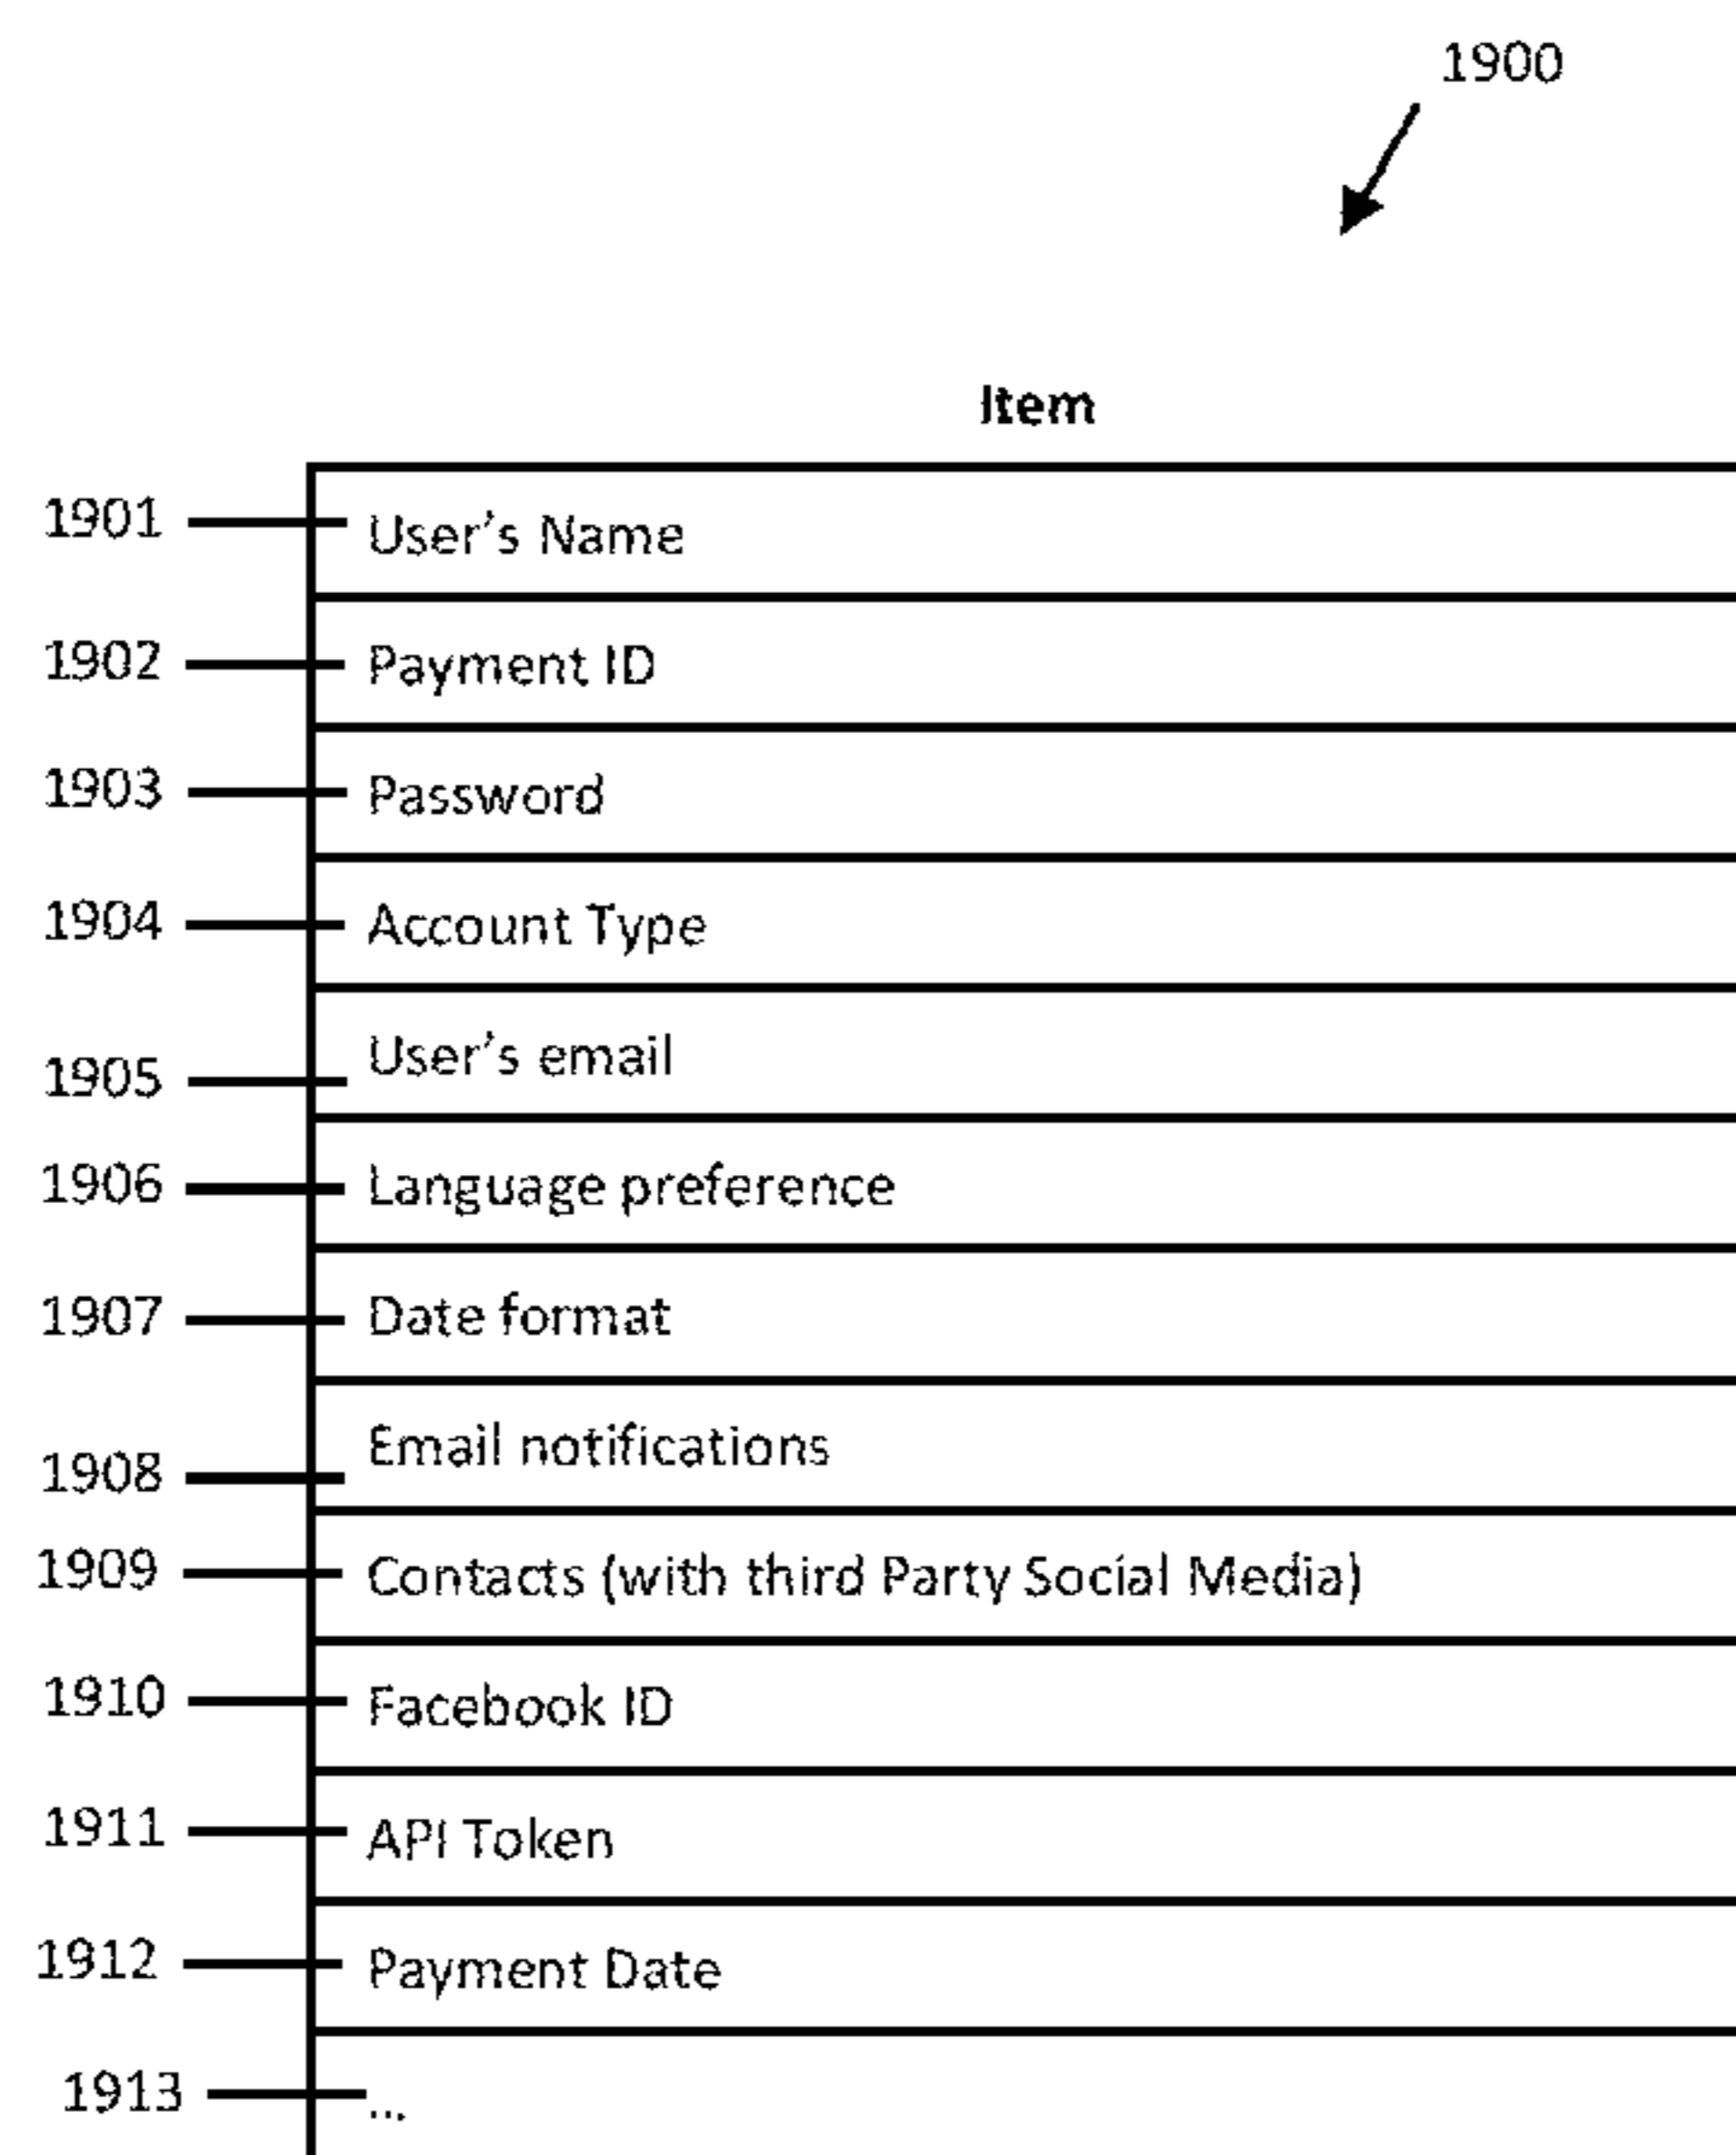 1900
Item
1901 User's Name
1902 Payment ID
1903 Password
1904 Account Type
1905 User's email
1906 Language preference
1907 Date format
1908 Email notifications
1909 Contacts (with third Party Social Media)
1910 Facebook ID
1911 API Token
1912 Payment Date
1913 ...